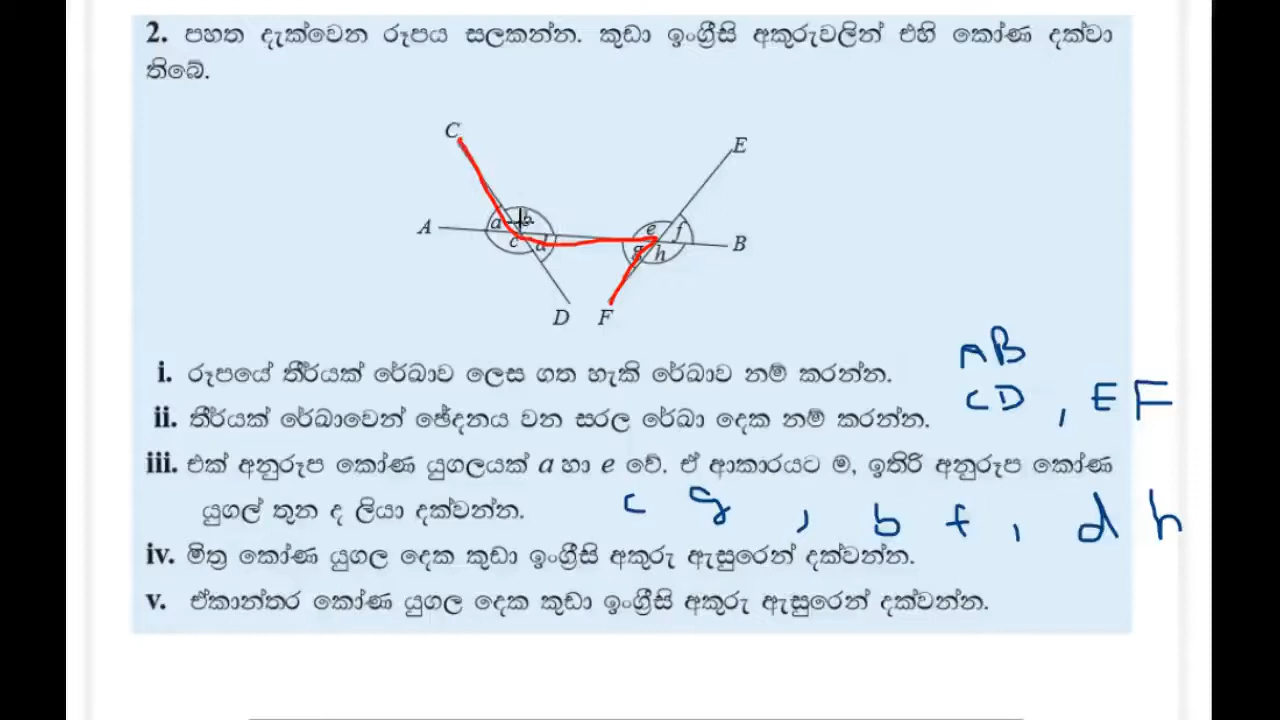 2. පහත දැක්වෙන රූපය සලකන්න. කුඩා ඉංග්‍රීසි අකුරුවලින් එහි කෝණ දක්වා
තිබේ.
C
E
A
a
b
e
f
B
c
d
g
h
D
F
i. රූපයේ තීර්යක් රේඛාව ලෙස ගත හැකි රේඛාව නම් කරන්න.
AB
ii. තීර්යක් රේඛාවෙන් ඡේදනය වන සරල රේඛා දෙක නම් කරන්න.
CD , EF
iii. එක් අනුරූප කෝණ යුගලයක් a හා e වේ. ඒ ආකාරයට ම, ඉතිරි අනුරූප කෝණ
යුගල් තුන ද ලියා දක්වන්න.
c g , b f , d h
iv. මිත්‍ර කෝණ යුගල දෙක කුඩා ඉංග්‍රීසි අකුරු ඇසුරෙන් දක්වන්න.
v. ඒකාන්තර කෝණ යුගල දෙක කුඩා ඉංග්‍රීසි අකුරු ඇසුරෙන් දක්වන්න.